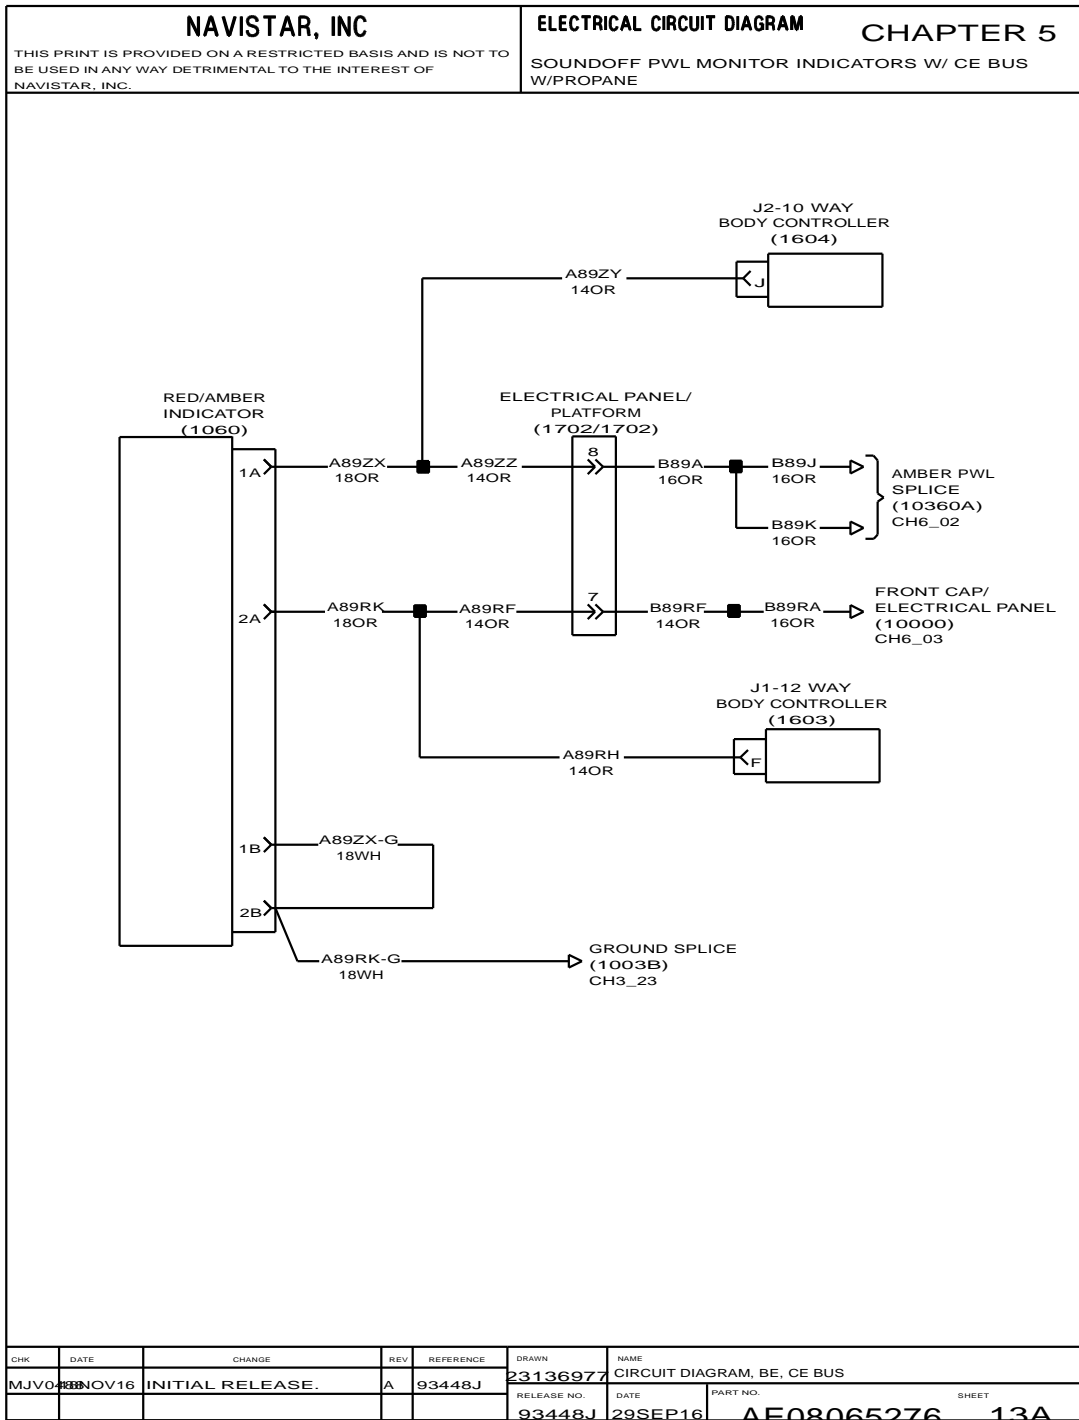 NAVISTAR, INC
THIS PRINT IS PROVIDED ON A RESTRICTED BASIS AND IS NOT TO
BE USED IN ANY WAY DETRIMENTAL TO THE INTEREST OF
NAVISTAR, INC.
ELECTRICAL CIRCUIT DIAGRAM
CHAPTER 5
SOUNDOFF PWL MONITOR INDICATORS W/ CE BUS
W/PROPANE
J2-10 WAY
BODY CONTROLLER
(1604)
A89ZY
14OR
J
RED/AMBER
INDICATOR
(1060)
ELECTRICAL PANEL/
PLATFORM
(1702/1702)
1A
A89ZX
18OR
A89ZZ
14OR
8
B89A
16OR
B89J
16OR
B89K
16OR
AMBER PWL
SPLICE
(10360A)
CH6_02
2A
A89RK
18OR
A89RF
14OR
7
B89RF
14OR
B89RA
16OR
FRONT CAP/
ELECTRICAL PANEL
(10000)
CH6_03
J1-12 WAY
BODY CONTROLLER
(1603)
A89RH
14OR
F
1B
A89ZX-G
18WH
2B
A89RK-G
18WH
GROUND SPLICE
(1003B)
CH3_23
CHK DATE CHANGE REV REFERENCE
INITIAL RELEASE. A 93448J
DRAWN
23136977
NAME
CIRCUIT DIAGRAM, BE, CE BUS
RELEASE NO.
93448J
DATE
29SEP16
PART NO.
AE08065276
SHEET
13A